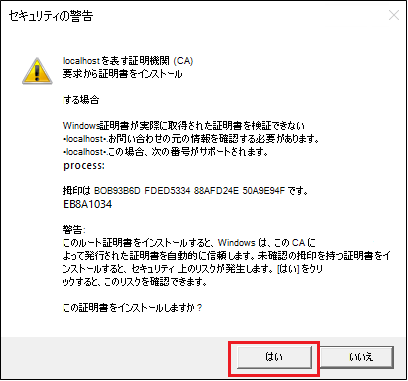 セキュリティの警告
localhostを表す証明機関 (CA)
要求から証明書をインストール
する場合
Windows証明書が実際に取得された証明書を検証できない
•localhost•.お問い合わせの元の情報を確認する必要があります。
•localhost•.この場合、次の番号がサポートされます。
process:
拇印は BOB93B6D FDED5334 88AFD24E 50A9E94F です。
EB8A1034
警告:
このルート証明書をインストールすると、Windows は、この CA に
よって発行された証明書を自動的に信頼します。未確認の拇印を持つ証明書をイ
ンストールすると、セキュリティ 上のリスクが発生します。[はい] をクリ
ックすると、このリスクを確認できます。
この証明書をインストールしますか ?
はい
いいえ